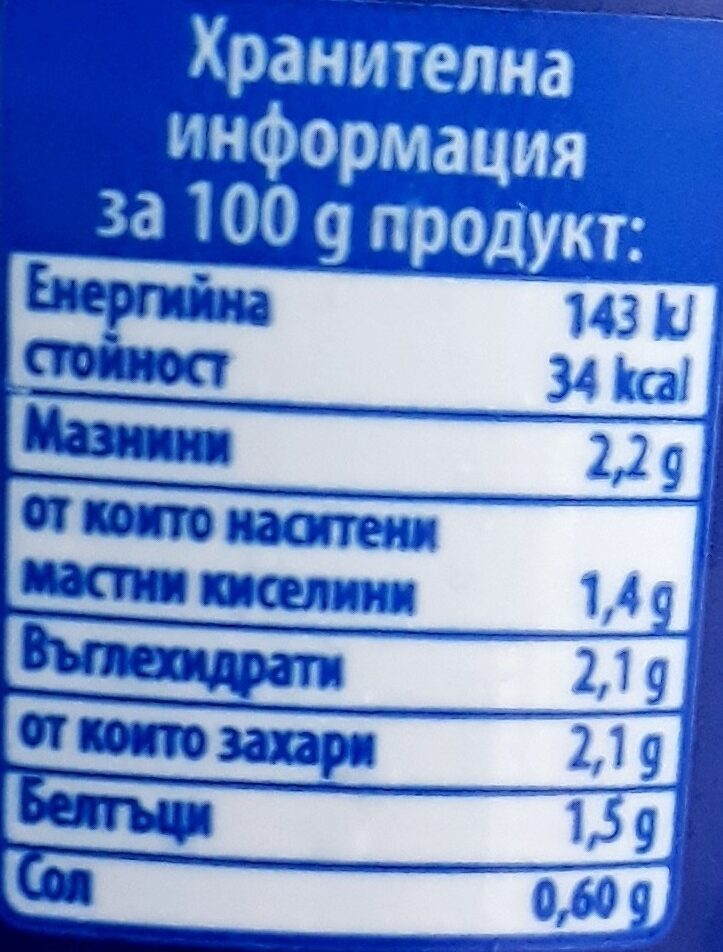 Хранителна
информация
за 100 g продукт:
Енергийна 143 kJ
стойност 34 kcal
Мазнини 2,2 g
от които наситени
мастни киселини 1,4 g
Въглехидрати 2,1 g
от които захари 2,1 g
Белтъци 1,5 g
Сол 0,60 g